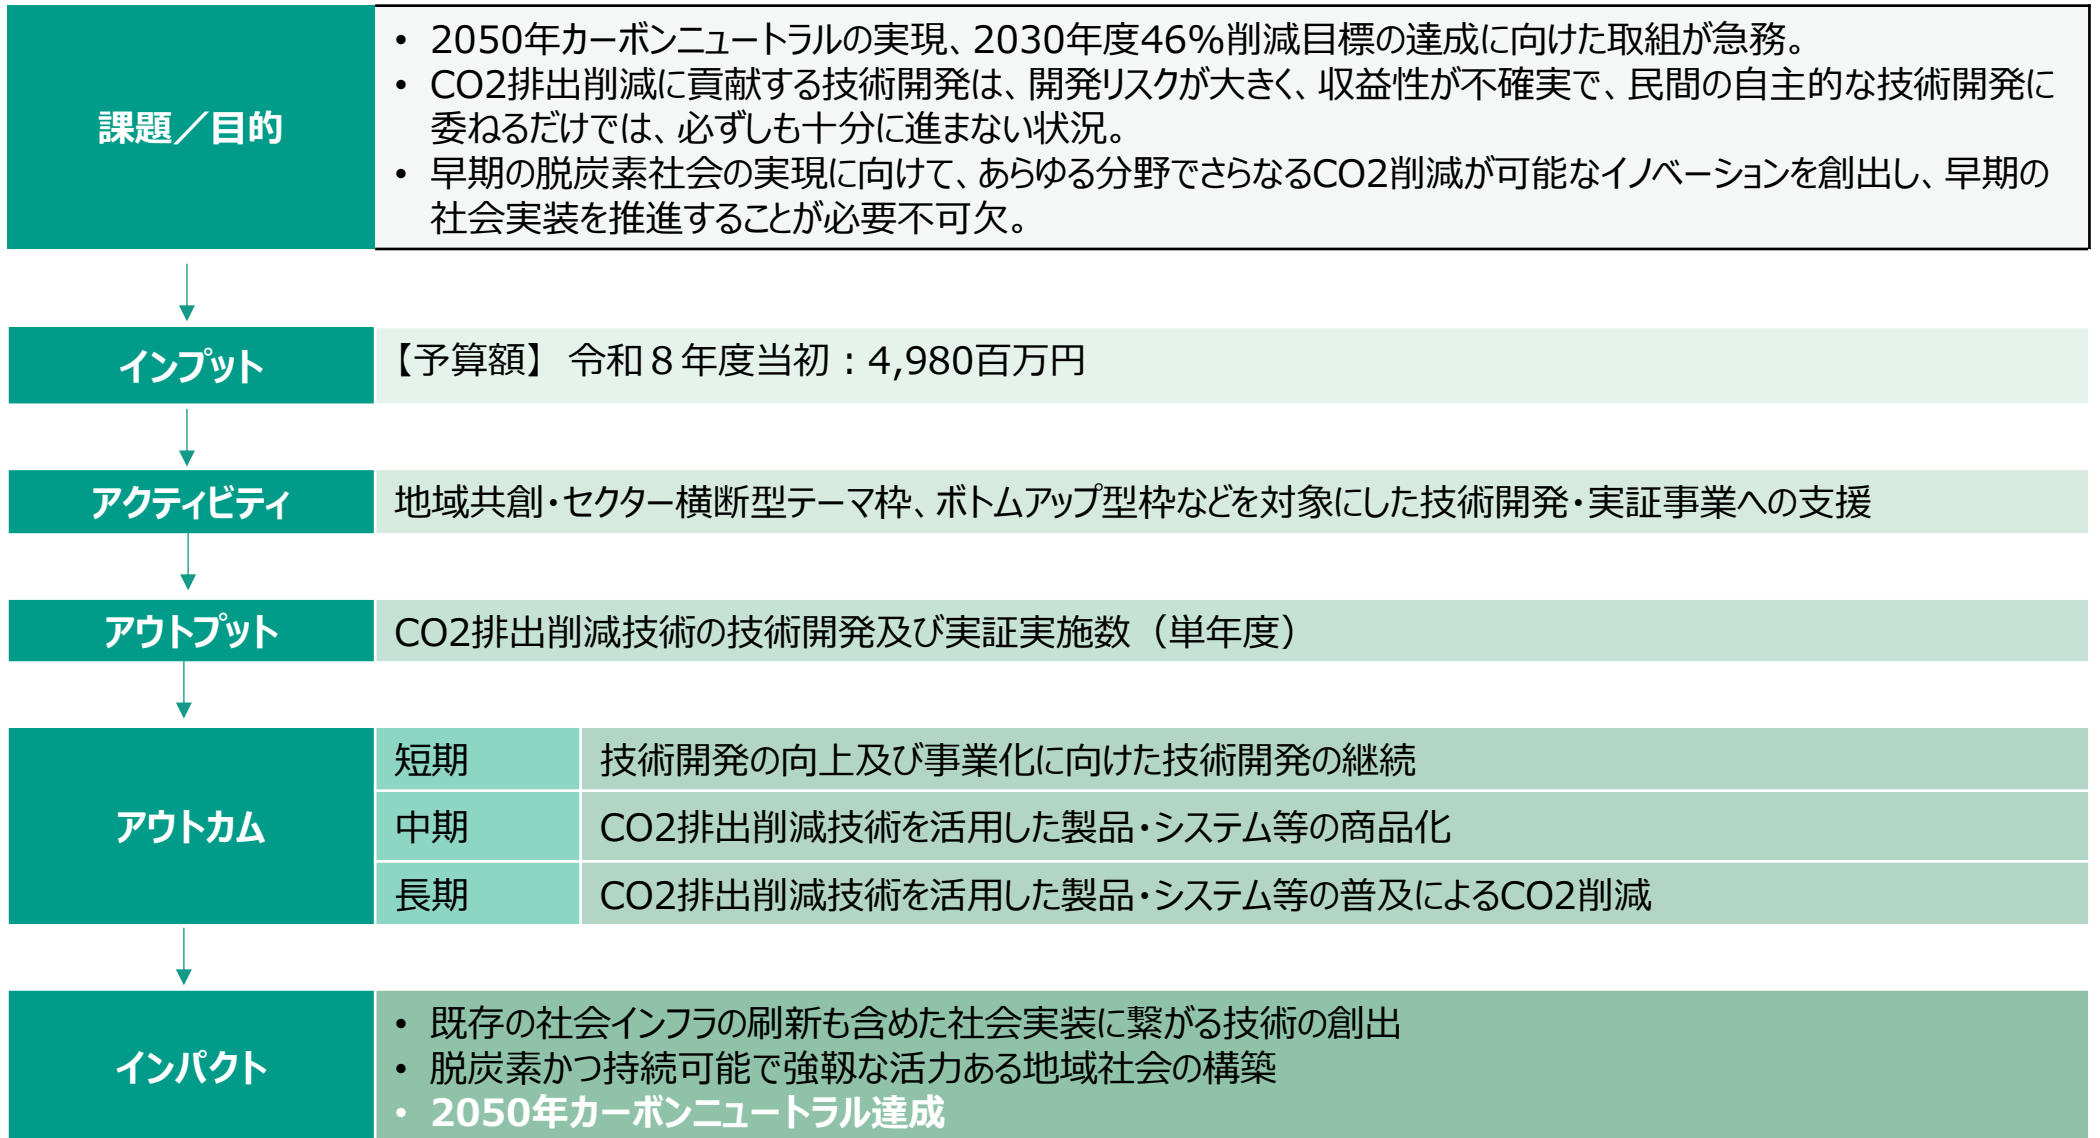 課題／目的
• 2050年カーボンニュートラルの実現、2030年度46%削減目標の達成に向けた取組が急務。
• CO2排出削減に貢献する技術開発は、開発リスクが大きく、収益性が不確実で、民間の自主的な技術開発に
委ねるだけでは、必ずしも十分に進まない状況。
• 早期の脱炭素社会の実現に向けて、あらゆる分野でさらなるCO2削減が可能なイノベーションを創出し、早期の
社会実装を推進することが必要不可欠。
インプット
【予算額】 令和８年度当初：4,980百万円
アクティビティ
地域共創・セクター横断型テーマ枠、ボトムアップ型枠などを対象にした技術開発・実証事業への支援
アウトプット
CO2排出削減技術の技術開発及び実証実施数（単年度）
アウトカム
短期 技術開発の向上及び事業化に向けた技術開発の継続
中期 CO2排出削減技術を活用した製品・システム等の商品化
長期 CO2排出削減技術を活用した製品・システム等の普及によるCO2削減
インパクト
• 既存の社会インフラの刷新も含めた社会実装に繋がる技術の創出
• 脱炭素かつ持続可能で強靱な活力ある地域社会の構築
• 2050年カーボンニュートラル達成